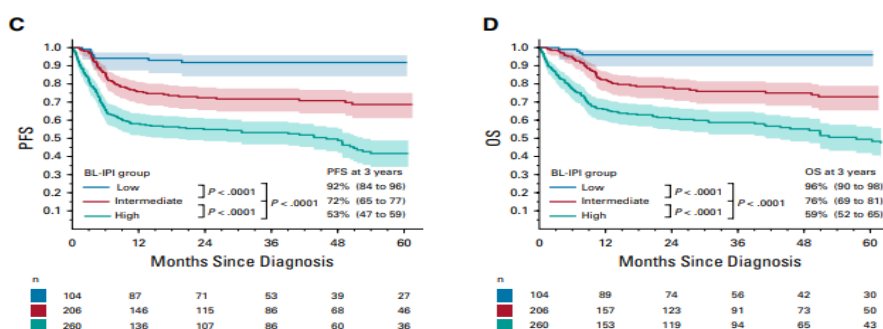 C
1.0
0.9
0.8
0.7
0.6
0.5
0.4
0.3
0.2
0.1
PFS
BL-IPI group
PFS at 3 years
Low
92% (84 to 96)
Intermediate
72% (65 to 77)
High
53% (47 to 59)
P < .0001
P < .0001
P < .0001
0 12 24 36 48 60
Months Since Diagnosis
n
104 87 71 53 39 27
206 146 115 86 68 46
260 136 107 86 60 36
D
1.0
0.9
0.8
0.7
0.6
0.5
0.4
0.3
0.2
0.1
OS
BL-IPI group
OS at 3 years
Low
96% (90 to 98)
Intermediate
76% (69 to 81)
High
59% (52 to 65)
P < .0001
P < .0001
P < .0001
0 12 24 36 48 60
Months Since Diagnosis
n
104 89 74 56 42 30
206 157 123 91 73 50
260 153 119 94 65 43